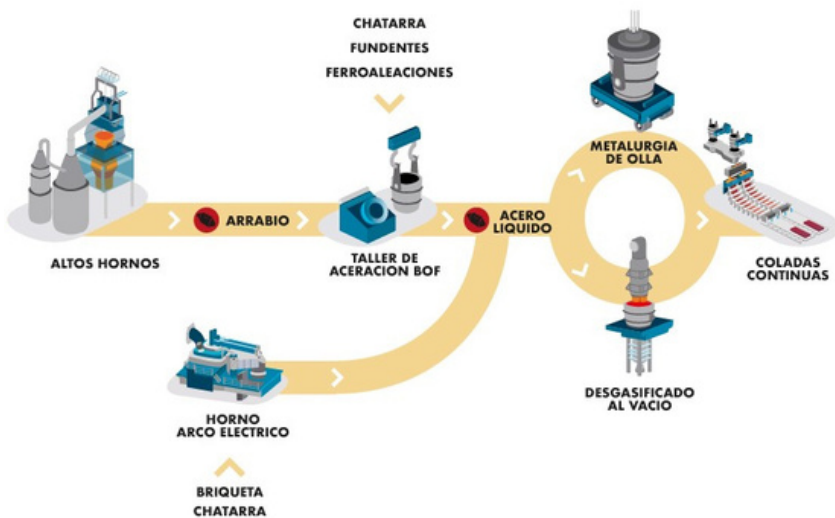 CHATARRA
FUNDENTES
FERROALEACIONES
METALURGIA
DE OLLA
ARRABIO
ACERO
LIQUIDO
ALTOS HORNOS
TALLER DE
ACERACION BOF
COLADAS
CONTINUAS
DESGASIFICADO
AL VACIO
HORNO
ARCO ELECTRICO
BRIQUETA
CHATARRA